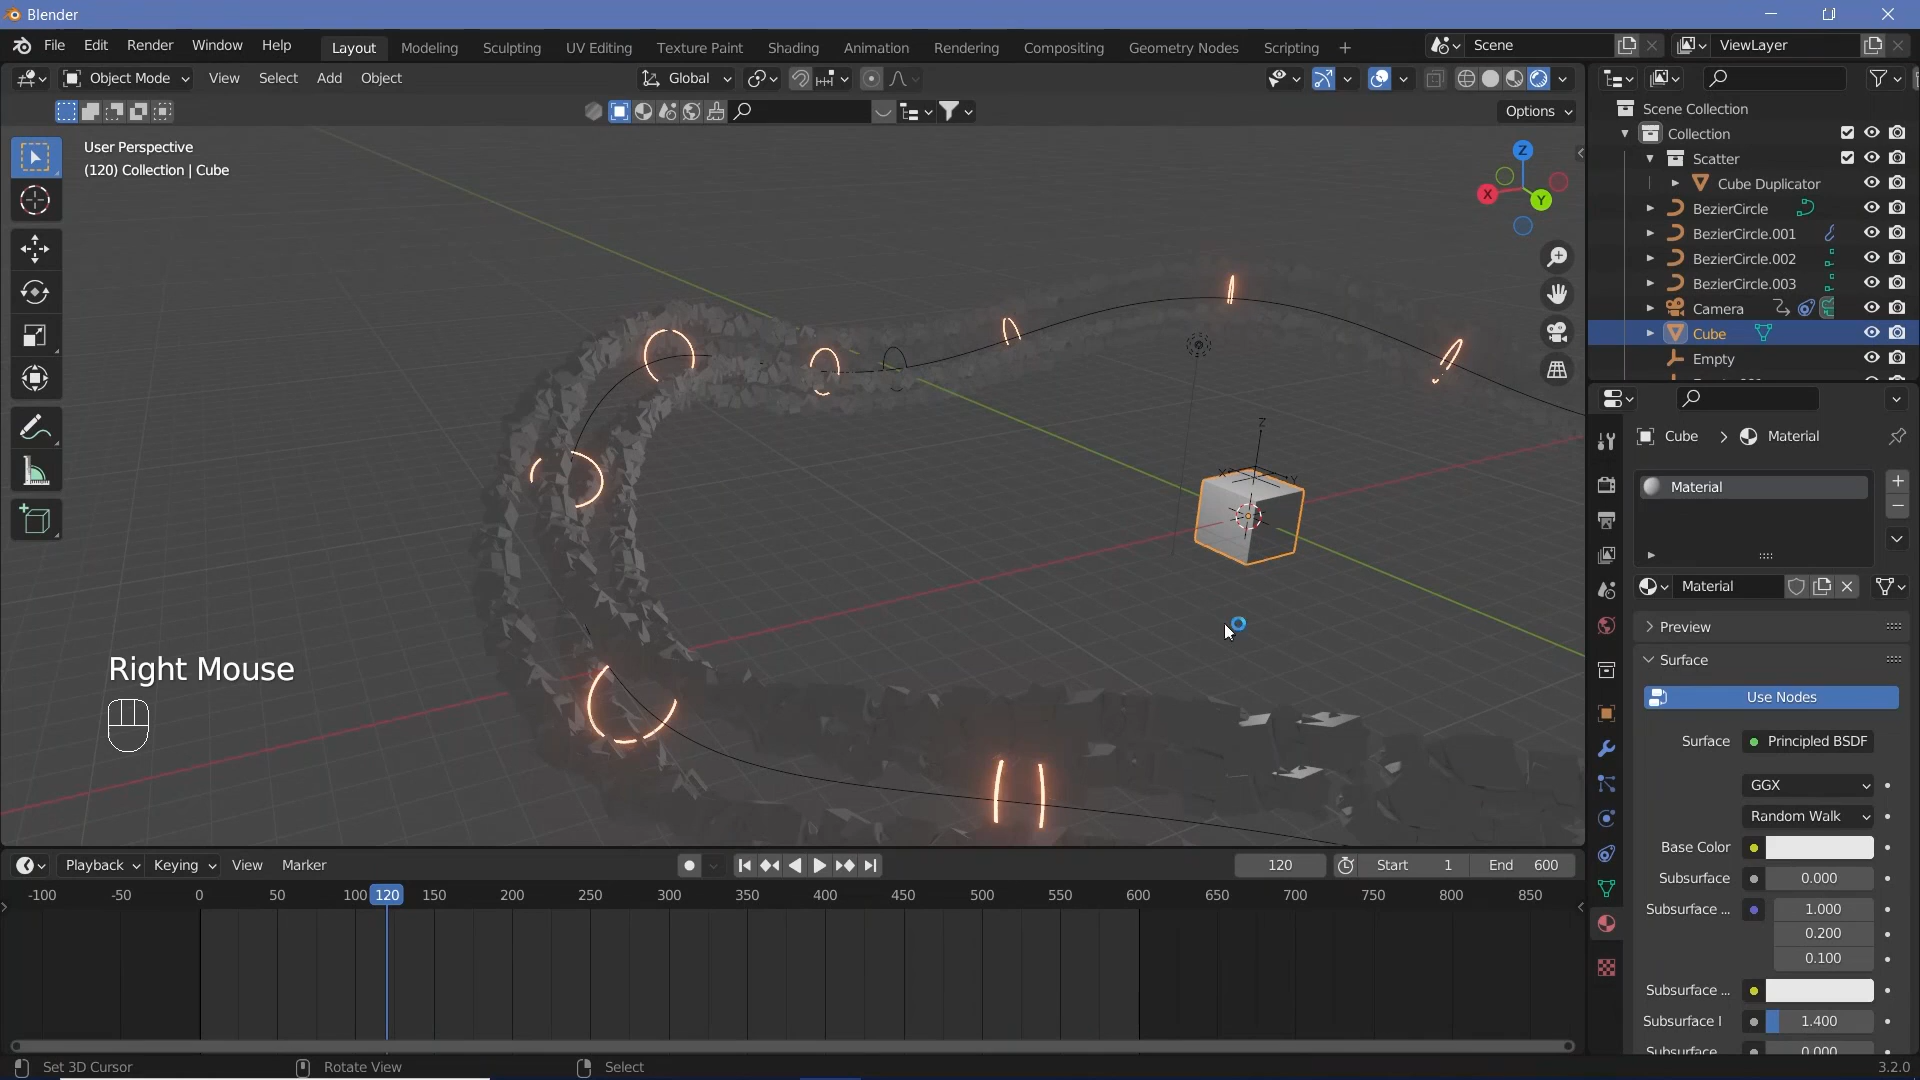 Blender
File Edit Render Window Help Layout Modeling Sculpting UV Editing Texture Paint Shading Animation Rendering Compositing Geometry Nodes Scripting + Scene ViewLayer
Object Mode View Select Add Object Global
Options
User Perspective
(120) Collection | Cube
Z
X
Y
Scene Collection
Collection
Scatter
Cube Duplicator
BezierCircle
BezierCircle.001
BezierCircle.002
BezierCircle.003
Camera
Cube
Empty
Cube > Material
Material
Material
Preview
Surface
Use Nodes
Surface Principled BSDF
GGX
Random Walk
Base Color
Subsurface 0.000
Subsurface ... 1.000
0.200
0.100
Subsurface ...
Subsurface I 1.400
Subsurface 0.000
Z
X
Y
Right Mouse
Playback Keying View Marker 120 Start 1 End 600
-100 -50 0 50 100 120 150 200 250 300 350 400 450 500 550 600 650 700 750 800 850
Set 3D Cursor Rotate View Select 3.2.0